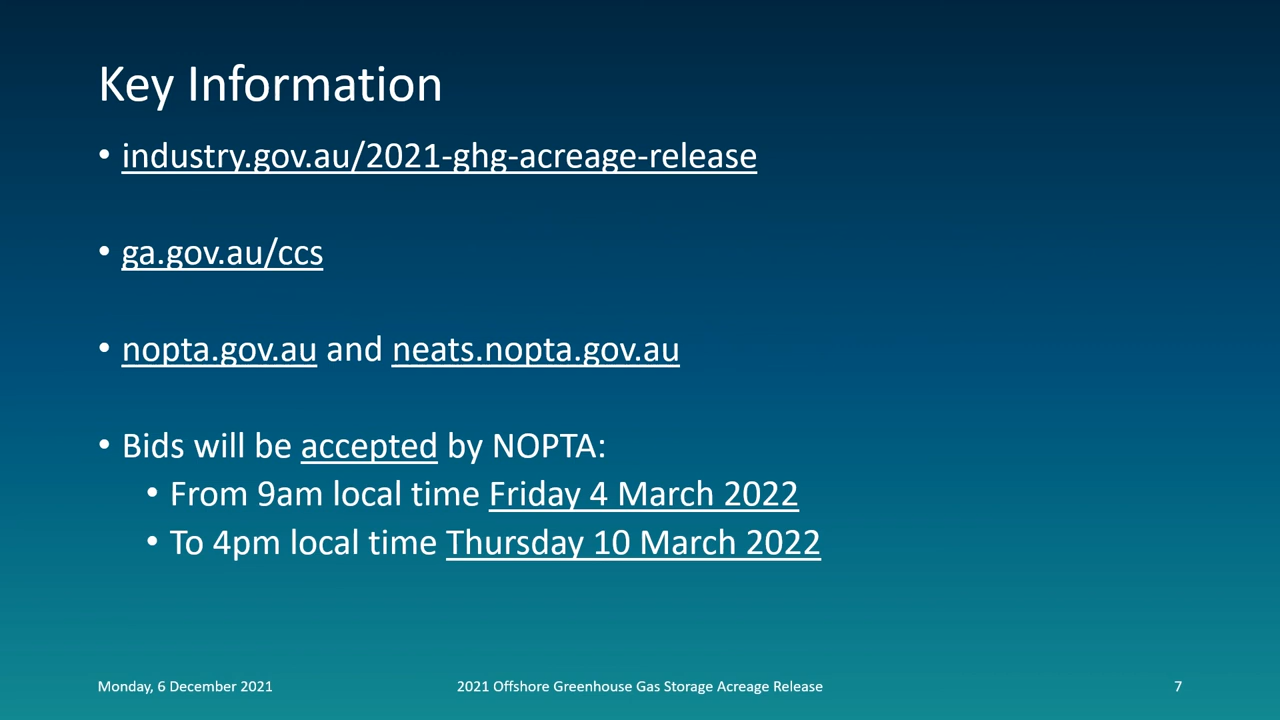 Key Information
• industry.gov.au/2021-ghg-acreage-release
• ga.gov.au/ccs
• nopta.gov.au and neats.nopta.gov.au
• Bids will be accepted by NOPTA:
• From 9am local time Friday 4 March 2022
• To 4pm local time Thursday 10 March 2022
Monday, 6 December 2021
2021 Offshore Greenhouse Gas Storage Acreage Release
7